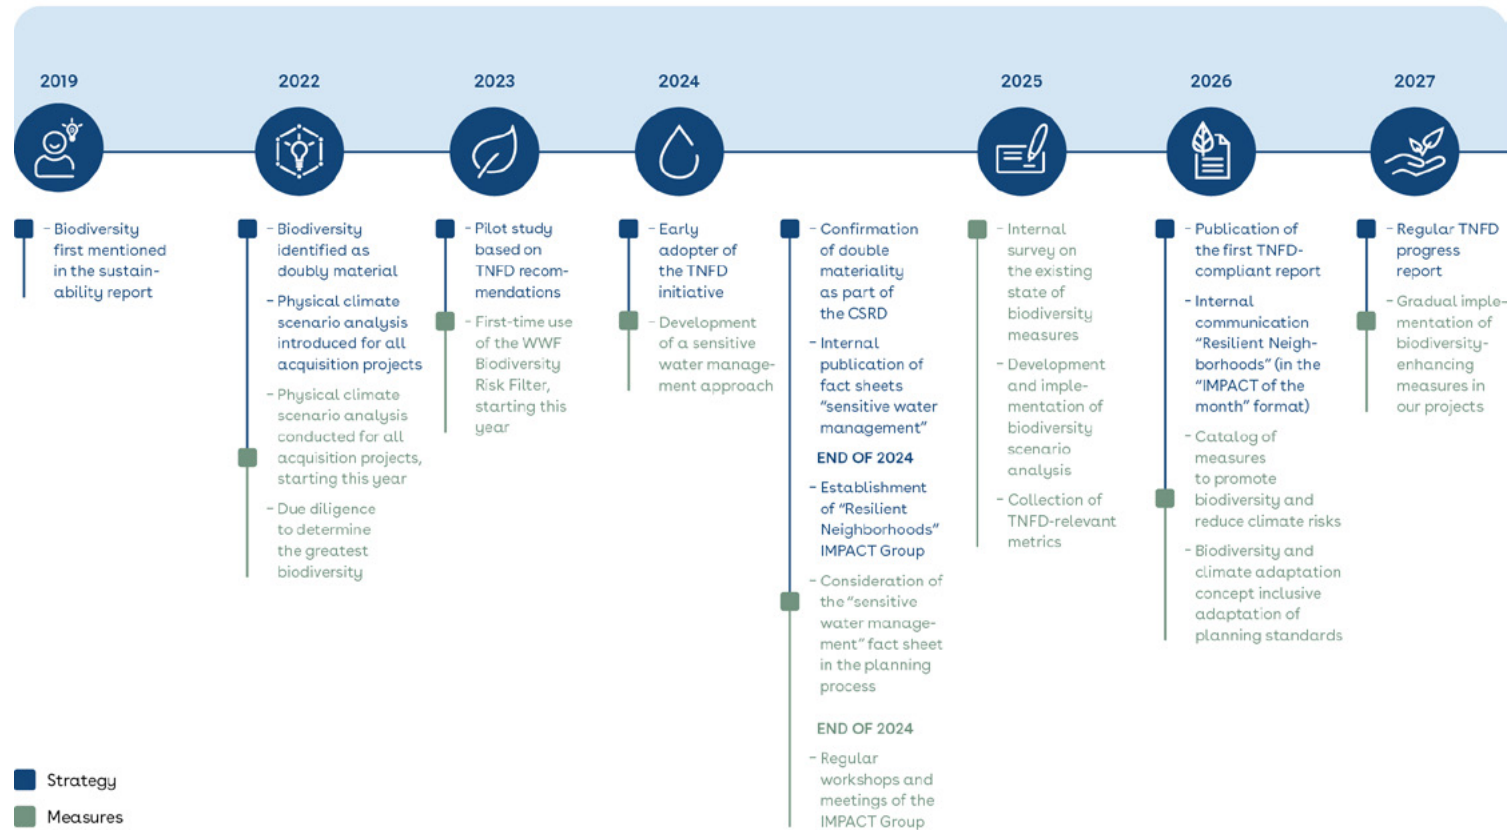 2019
2022
2023
2024
2025
2026
2027
– Biodiversity
first mentioned
in the sustain-
ability report
– Biodiversity
identified as
doubly material
– Physical climate
scenario analysis
introduced for all
acquisition projects
– Physical climate
scenario analysis
conducted for all
acquisition projects,
starting this year
– Due diligence
to determine
the greatest
biodiversity
– Pilot study
based on
TNFD recom-
mendations
– First-time use
of the WWF
Biodiversity
Risk Filter,
starting this
year
– Early
adopter of
the TNFD
initiative
– Development
of a sensitive
water manage-
ment approach
– Confirmation
of double
materiality
as part of
the CSRD
– Internal
publication of
fact sheets
“sensitive water
management”
END OF 2024
– Establishment
of “Resilient
Neighborhoods”
IMPACT Group
– Consideration of
the “sensitive
water manage-
ment” fact sheet
in the planning
process
END OF 2024
– Regular
workshops and
meetings of the
IMPACT Group
– Internal
survey on
the existing
state of
biodiversity
measures
– Development
and imple-
mentation of
biodiversity
scenario
analysis
– Collection of
TNFD-relevant
metrics
– Publication of
the first TNFD-
compliant report
– Internal
communication
“Resilient Neigh-
borhoods” (in the
“IMPACT of the
month” format)
– Catalog of
measures
to promote
biodiversity and
reduce climate risks
– Biodiversity and
climate adaptation
concept inclusive
adaptation of
planning standards
– Regular TNFD
progress
report
– Gradual imple-
mentation of
biodiversity-
enhancing
measures in
our projects
Strategy
Measures